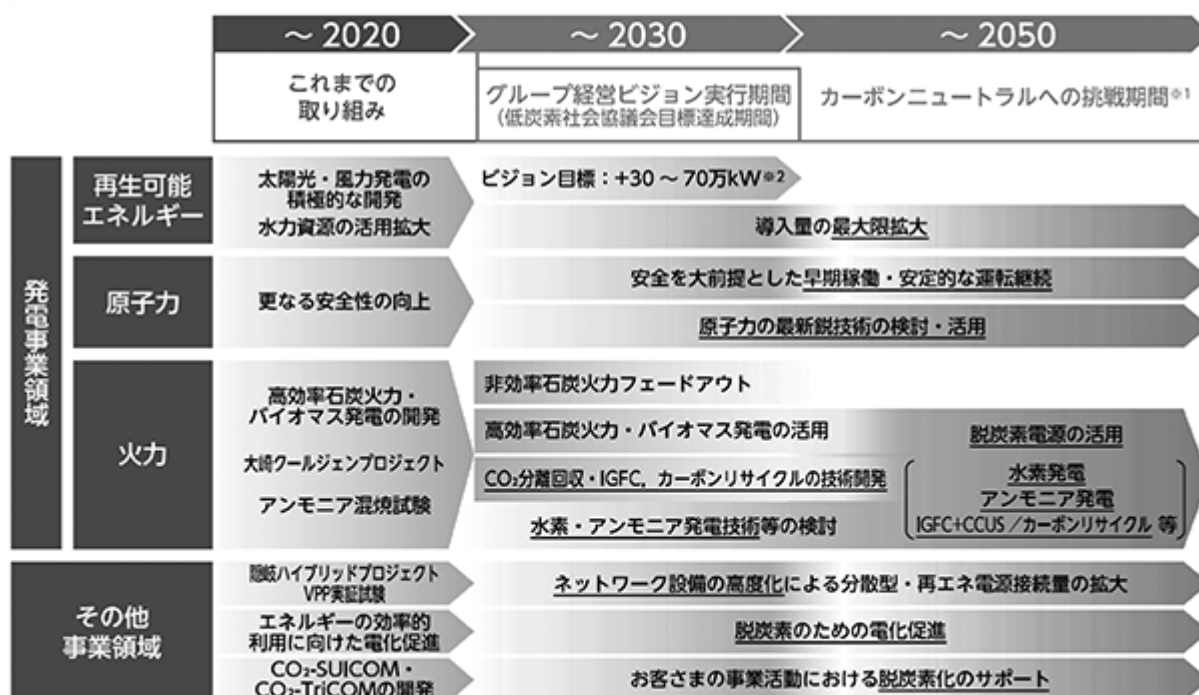 ～2020
～2030
～2050
これまでの
取り組み
グループ経営ビジョン実行期間
（低炭素社会協議会目標達成期間）
カーボンニュートラルへの挑戦期間※1
発電事業領域
再生可能
エネルギー
太陽光・風力発電の
積極的な開発
水力資源の活用拡大
ビジョン目標：+30～70万kW※2
導入量の最大限拡大
原子力
更なる安全性の向上
安全を大前提とした早期稼働・安定的な運転継続
原子力の最新鋭技術の検討・活用
火力
高効率石炭火力・
バイオマス発電の開発
大崎クールジェンプロジェクト
アンモニア混焼試験
非効率石炭火力フェードアウト
高効率石炭火力・バイオマス発電の活用
CO₂分離回収・IGFC，カーボンリサイクルの技術開発
水素・アンモニア発電技術等の検討
脱炭素電源の活用
水素発電
アンモニア発電
IGFC+CCUS／カーボンリサイクル 等
その他
事業領域
隠岐ハイブリッドプロジェクト
VPP実証試験
ネットワーク設備の高度化による分散型・再エネ電源接続量の拡大
エネルギーの効率的
利用に向けた電化促進
脱炭素のための電化促進
CO₂-SUICOM・
CO₂-TriCOMの開発
お客さまの事業活動における脱炭素化のサポート